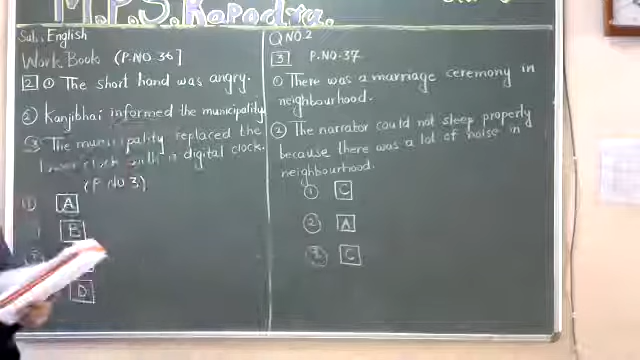 M.P.S. Kapadia.
Sub: English
Work Book (P.NO.36]
[2] ① The short hand was angry.
② Kanjibhai informed the municipality
③ The municipality replaced the
clock with digital clock.
(P NO 3)
① A
B
D
Q NO.2
[3] P.NO.37
① There was a marriage ceremony in
neighbourhood.
② The narrator could not sleep properly
because there was a lot of noise in
neighbourhood.
① C
② A
③ C